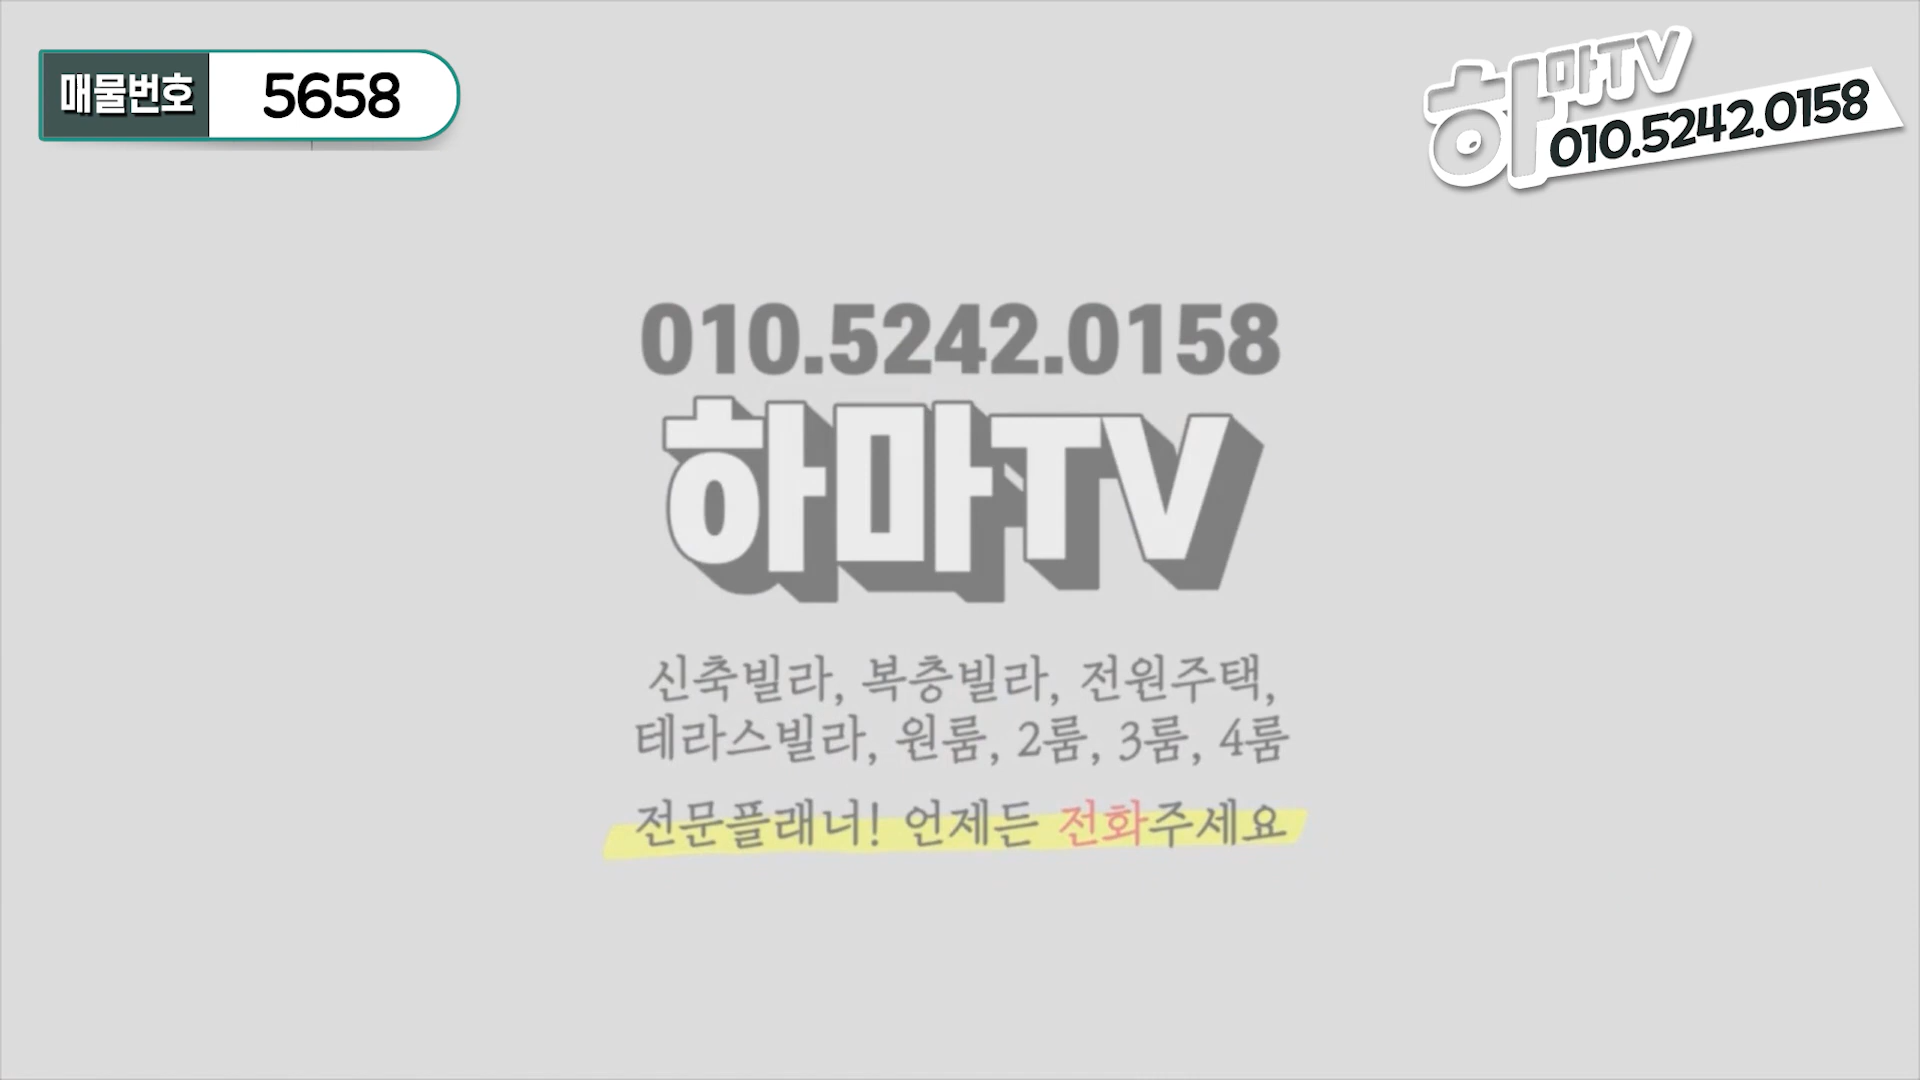 매물번호 5658
하마TV
010.5242.0158
010.5242.0158
하마TV
신축빌라, 복층빌라, 전원주택,
테라스빌라, 원룸, 2룸, 3룸, 4룸
전문플래너! 언제든 전화주세요